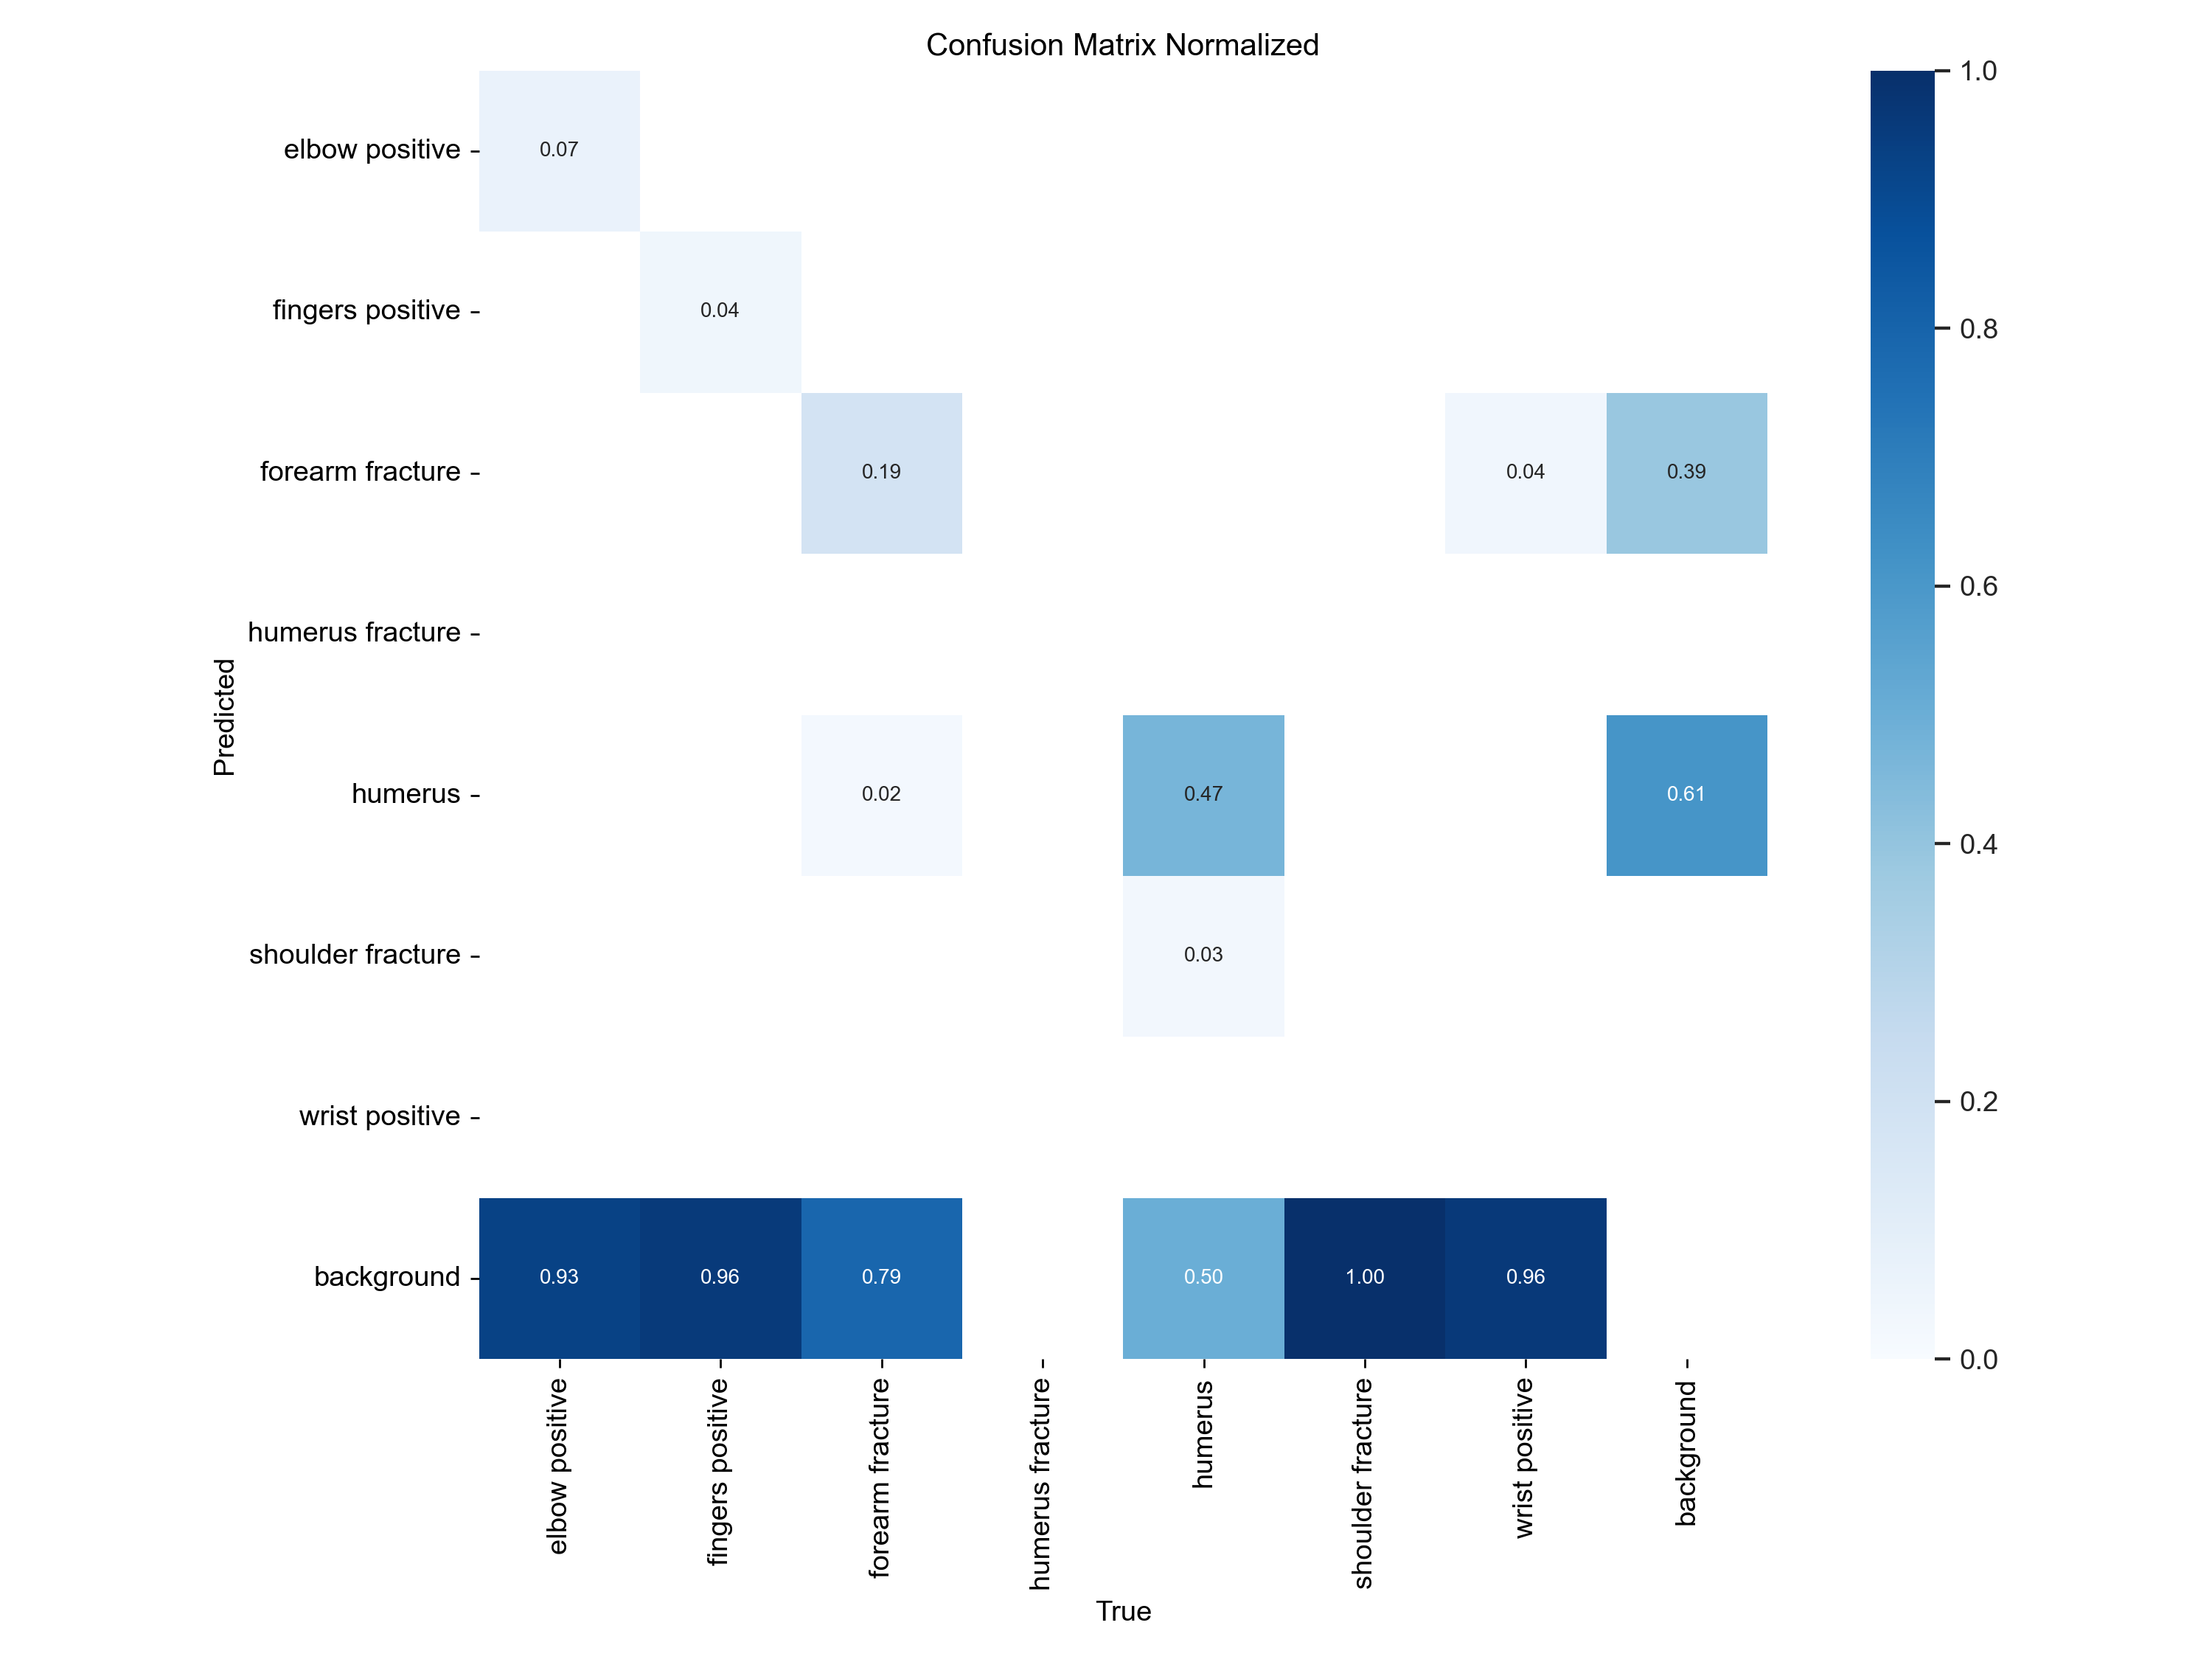 Confusion Matrix Normalized
elbow positive
0.07
fingers positive
0.04
forearm fracture
0.19
0.04
0.39
humerus fracture
humerus
0.02
0.47
0.61
shoulder fracture
0.03
wrist positive
background
0.93
0.96
0.79
0.50
1.00
0.96
Predicted
elbow positive
fingers positive
forearm fracture
humerus fracture
humerus
shoulder fracture
wrist positive
background
True
1.0
0.8
0.6
0.4
0.2
0.0